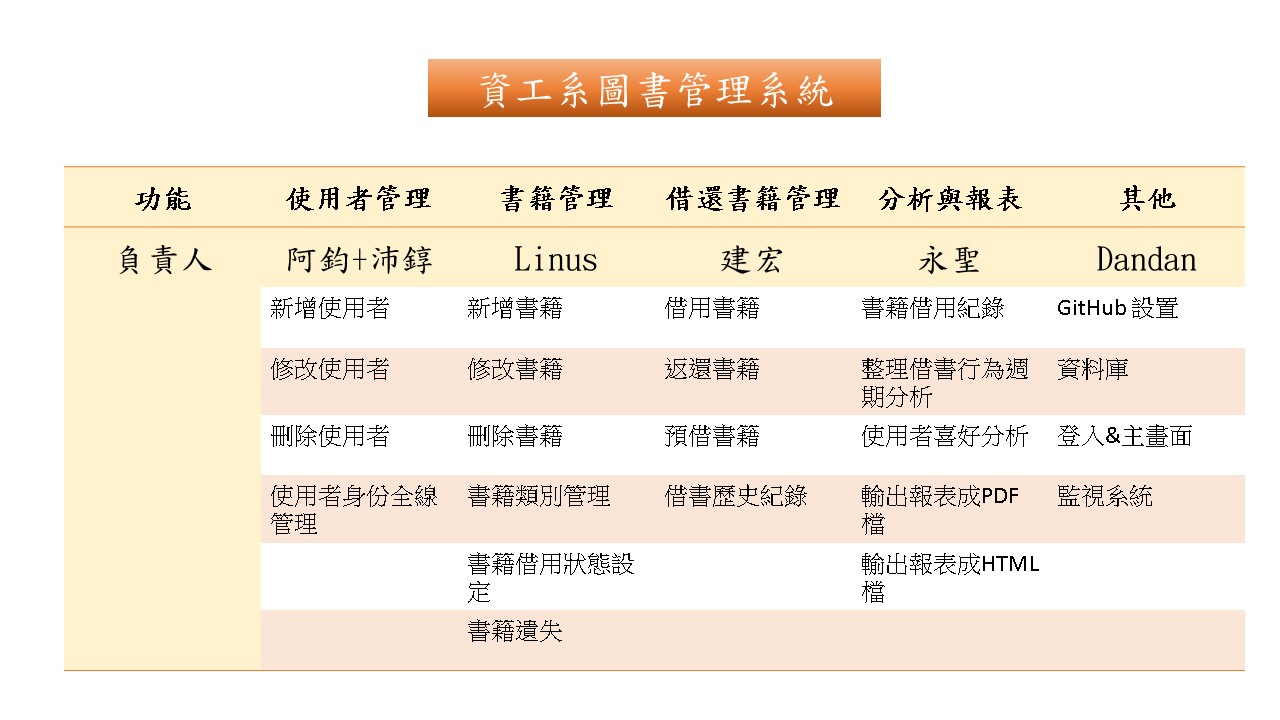 資工系圖書管理系統
功能 使用者管理 書籍管理 借還書籍管理 分析與報表 其他
負責人 阿鈞+沛錞 Linus 建宏 永聖 Dandan
新增使用者 新增書籍 借用書籍 書籍借用紀錄 GitHub 設置
修改使用者 修改書籍 返還書籍 整理借書行為週 資料庫
期分析
刪除使用者 刪除書籍 預借書籍 使用者喜好分析 登入&主畫面
使用者身份全線 書籍類別管理 借書歷史紀錄 輸出報表成PDF 監視系統
管理 檔
書籍借用狀態設 輸出報表成HTML
定 檔
書籍遺失